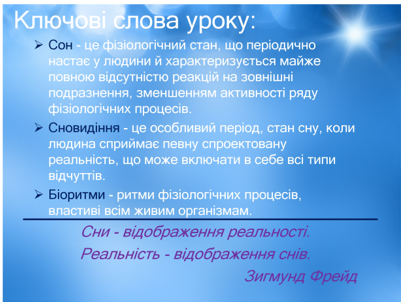 Ключові слова уроку:
Сон - це фізіологічний стан, що періодично
настає у людини й характеризується майже
повною відсутністю реакцій на зовнішні
подразнення, зменшенням активності ряду
фізіологічних процесів.
Сновидіння - це особливий період, стан сну, коли
людина сприймає певну спроектовану
реальність, що може включати в себе всі типи
відчуттів.
Біоритми - ритми фізіологічних процесів,
властиві всім живим організмам.
Сни - відображення реальності.
Реальність - відображення снів.
Зигмунд Фрейд